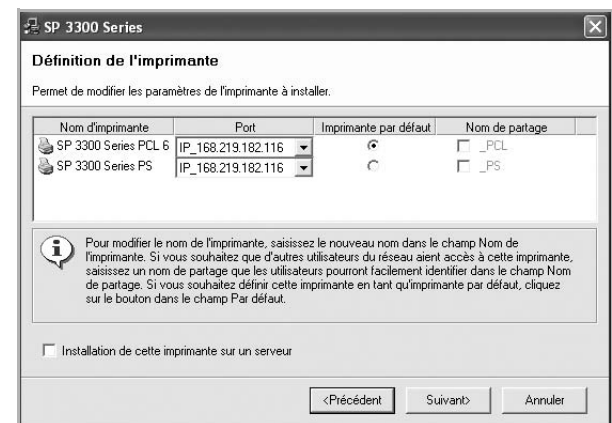 SP 3300 Series
Définition de l'imprimante
Permet de modifier les paramètres de l'imprimante à installer.
Nom d'imprimante Port Imprimante par défaut Nom de partage
SP 3300 Series PCL 6 IP_168.219.182.116 _PCL
SP 3300 Series PS IP_168.219.182.116 _PS
Pour modifier le nom de l'imprimante, saisissez le nouveau nom dans le champ Nom de
l'imprimante. Si vous souhaitez que d'autres utilisateurs du réseau aient accès à cette imprimante,
saisissez un nom de partage que les utilisateurs pourront facilement identifier dans le champ Nom
de partage. Si vous souhaitez définir cette imprimante en tant qu'imprimante par défaut, cliquez
sur le bouton dans le champ Par défaut.
Installation de cette imprimante sur un serveur
<Précédent Suivant> Annuler